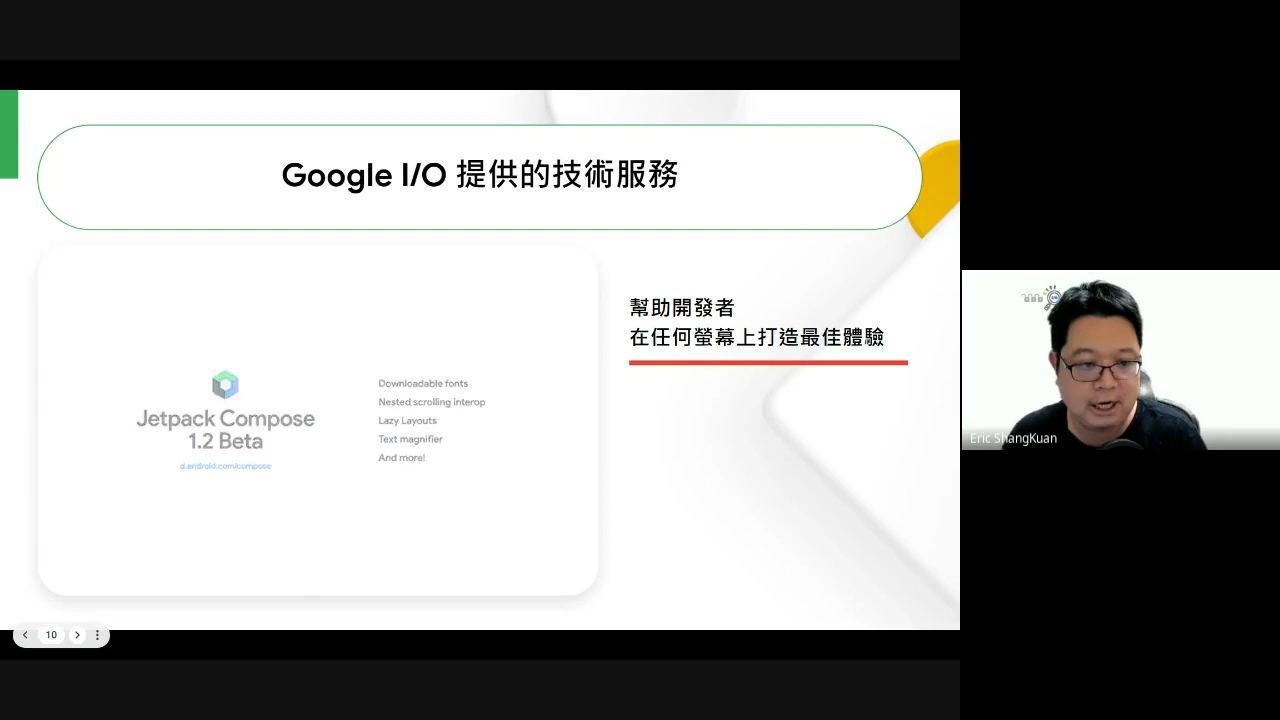 Google I/O 提供的技術服務
幫助開發者
在任何螢幕上打造最佳體驗
Jetpack Compose
1.2 Beta
d.android.com/compose
Downloadable fonts
Nested scrolling interop
Lazy Layouts
Text magnifier
And more!
10
Eric ShangKuan